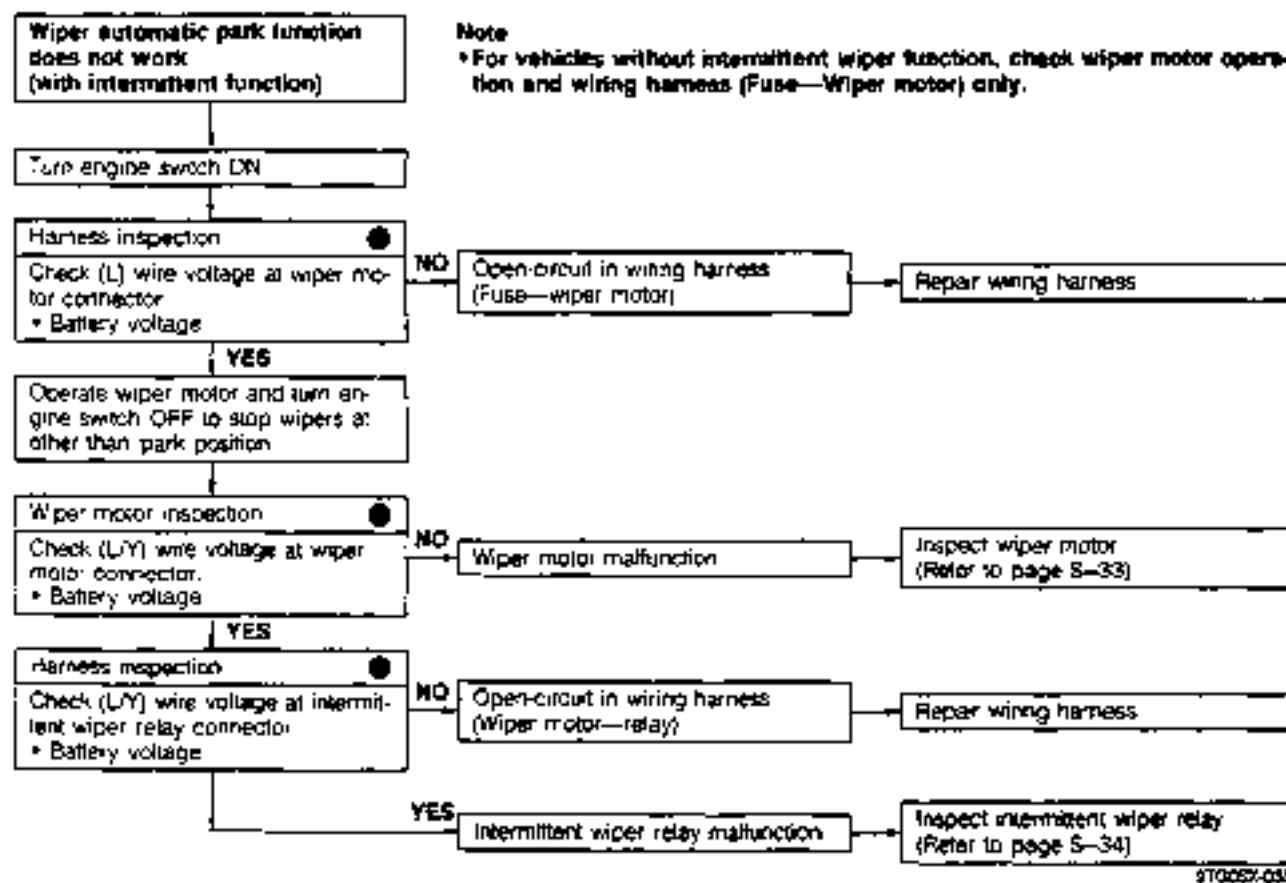 Wiper automatic park function
does not work
(with intermittent function)
Note
• For vehicles without intermittent wiper function, check wiper motor opera-
tion and wiring harness (Fuse—Wiper motor) only.
Turn engine switch ON
Harness inspection
Check (L) wire voltage at wiper mo-
tor connector
• Battery voltage
NO
Open-circuit in wiring harness
(Fuse—wiper motor)
Repair wiring harness
YES
Operate wiper motor and turn en-
gine switch OFF to stop wipers at
other than park position
Wiper motor inspection
Check (L/Y) wire voltage at wiper
motor connector.
• Battery voltage
NO
Wiper motor malfunction
Inspect wiper motor
(Refer to page S–33)
YES
Harness inspection
Check (L/Y) wire voltage at intermit-
tent wiper relay connector
• Battery voltage
NO
Open-circuit in wiring harness
(Wiper motor—relay)
Repair wiring harness
YES
Intermittent wiper relay malfunction
Inspect intermittent wiper relay
(Refer to page S–34)